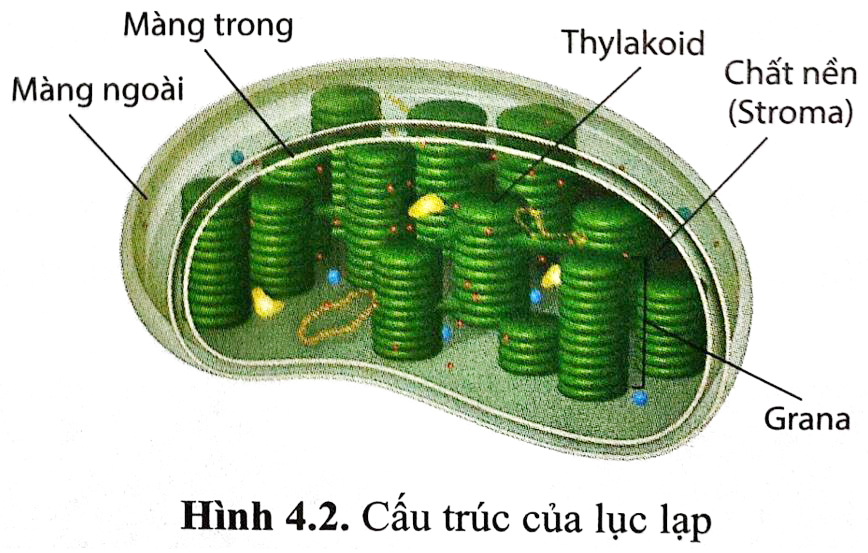 Màng trong
Màng ngoài
Thylakoid
Chất nền
(Stroma)
Grana
Hình 4.2. Cấu trúc của lục lạp